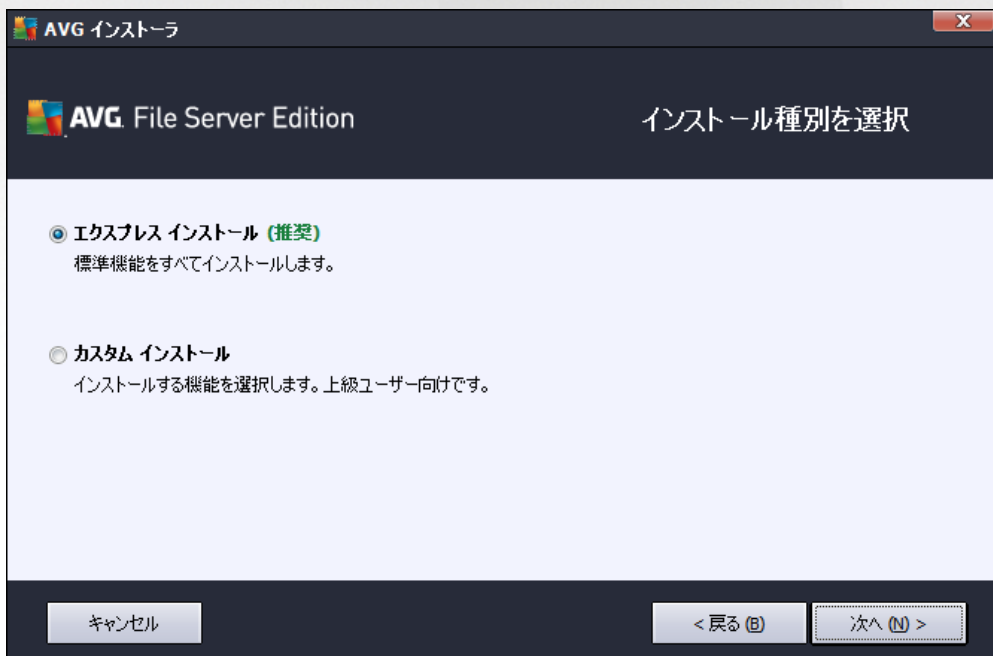 AVG インストーラ
AVG. File Server Edition
インストール種別を選択
エクスプレス インストール (推奨)
標準機能をすべてインストールします。
カスタム インストール
インストールする機能を選択します。上級ユーザー向けです。
キャンセル
< 戻る (B)
次へ (N) >